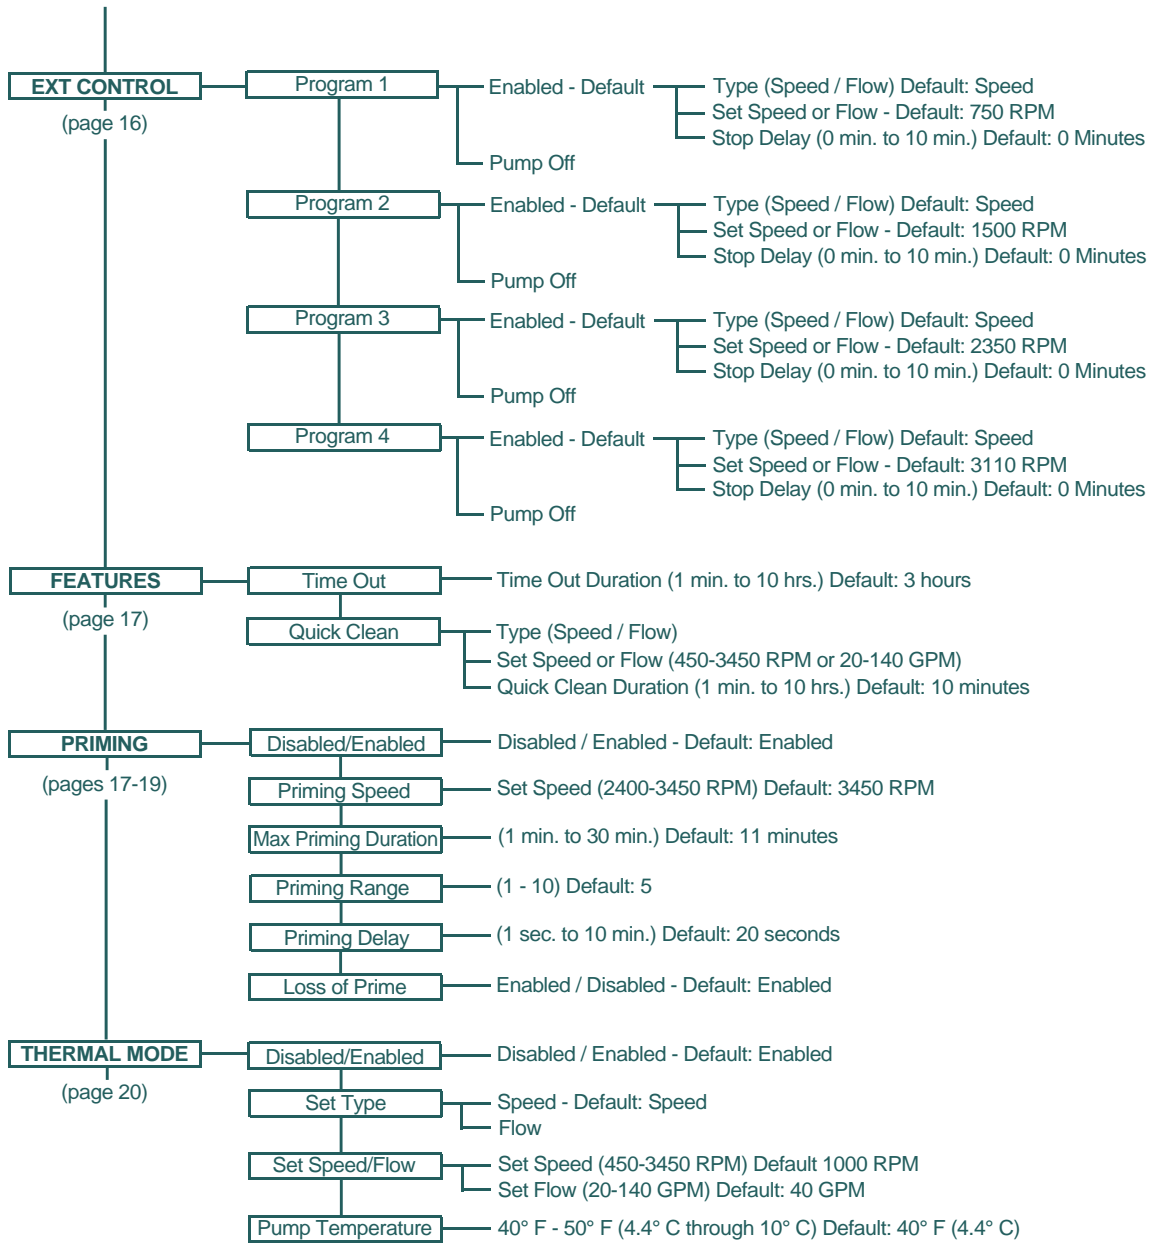 EXT CONTROL
(page 16)
Program 1
Enabled - Default
Type (Speed / Flow) Default: Speed
Set Speed or Flow - Default: 750 RPM
Stop Delay (0 min. to 10 min.) Default: 0 Minutes
Pump Off
Program 2
Enabled - Default
Type (Speed / Flow) Default: Speed
Set Speed or Flow - Default: 1500 RPM
Stop Delay (0 min. to 10 min.) Default: 0 Minutes
Pump Off
Program 3
Enabled - Default
Type (Speed / Flow) Default: Speed
Set Speed or Flow - Default: 2350 RPM
Stop Delay (0 min. to 10 min.) Default: 0 Minutes
Pump Off
Program 4
Enabled - Default
Type (Speed / Flow) Default: Speed
Set Speed or Flow - Default: 3110 RPM
Stop Delay (0 min. to 10 min.) Default: 0 Minutes
Pump Off
FEATURES
(page 17)
Time Out
Time Out Duration (1 min. to 10 hrs.) Default: 3 hours
Quick Clean
Type (Speed / Flow)
Set Speed or Flow (450-3450 RPM or 20-140 GPM)
Quick Clean Duration (1 min. to 10 hrs.) Default: 10 minutes
PRIMING
(pages 17-19)
Disabled/Enabled
Disabled / Enabled - Default: Enabled
Priming Speed
Set Speed (2400-3450 RPM) Default: 3450 RPM
Max Priming Duration
(1 min. to 30 min.) Default: 11 minutes
Priming Range
(1 - 10) Default: 5
Priming Delay
(1 sec. to 10 min.) Default: 20 seconds
Loss of Prime
Enabled / Disabled - Default: Enabled
THERMAL MODE
(page 20)
Disabled/Enabled
Disabled / Enabled - Default: Enabled
Set Type
Speed - Default: Speed
Flow
Set Speed/Flow
Set Speed (450-3450 RPM) Default 1000 RPM
Set Flow (20-140 GPM) Default: 40 GPM
Pump Temperature
40° F - 50° F (4.4° C through 10° C) Default: 40° F (4.4° C)